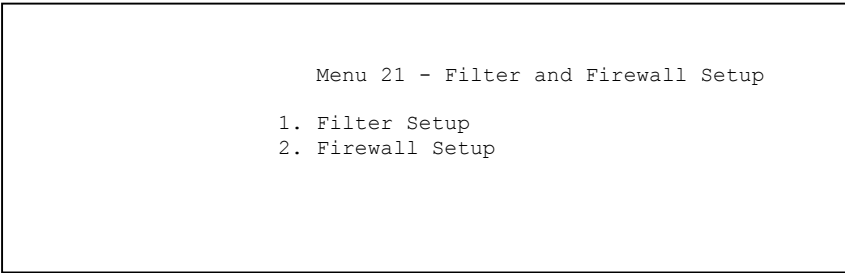 Menu 21 - Filter and Firewall Setup
1. Filter Setup
2. Firewall Setup